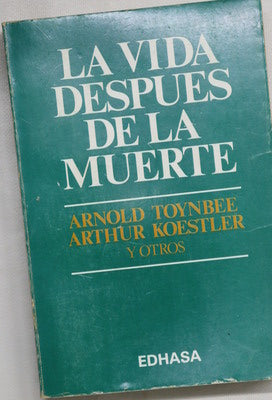 LA VIDA
DESPUES
DE LA
MUERTE
ARNOLD TOYNBEE
ARTHUR KOESTLER
Y OTROS
EDHASA